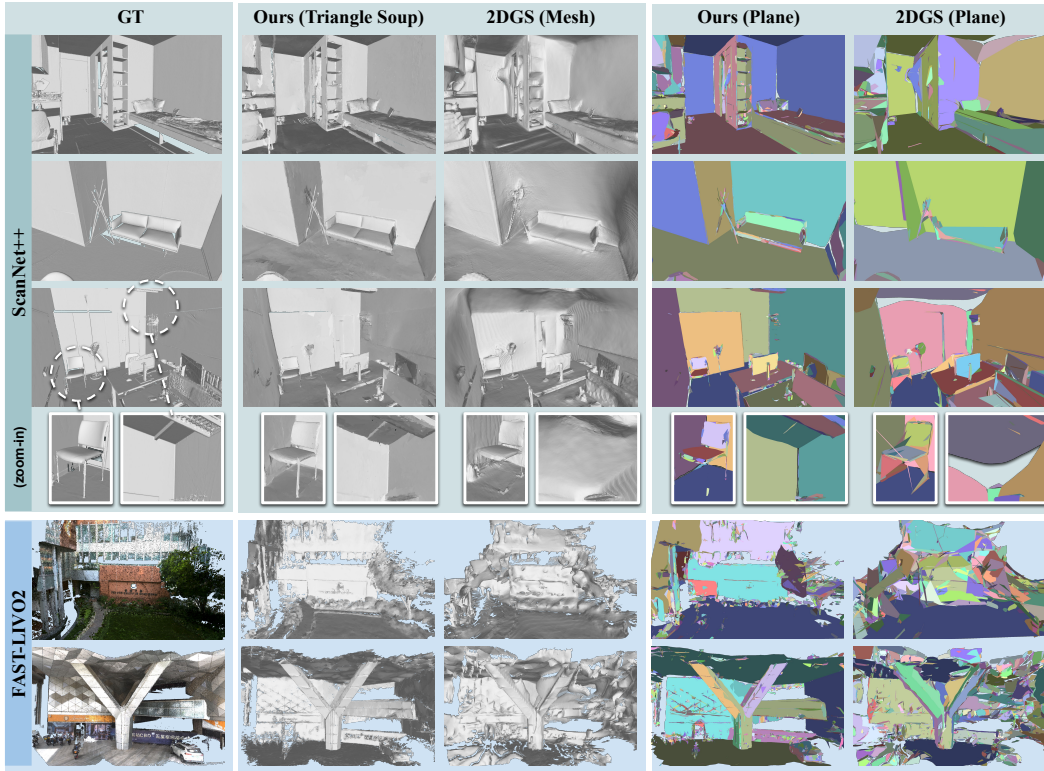 GT
Ours (Triangle Soup)
2DGS (Mesh)
Ours (Plane)
2DGS (Plane)
ScanNet++
(zoom-in)
FAST-LIVO2